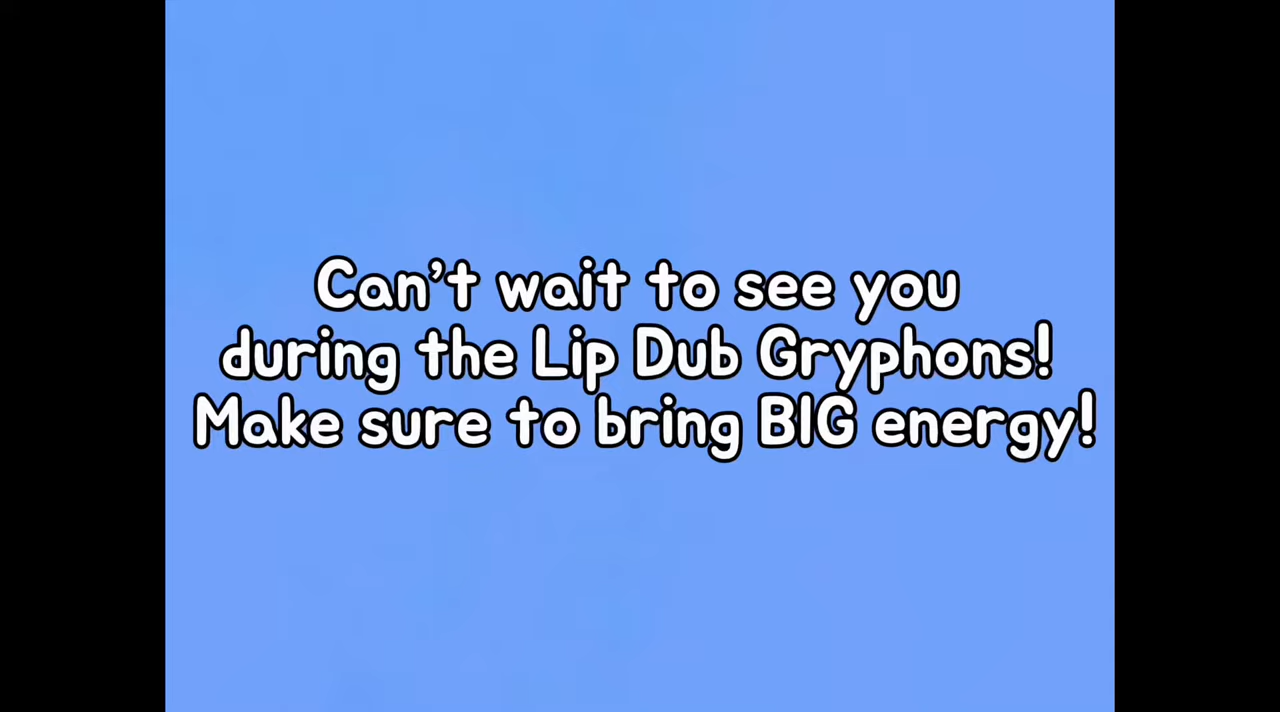 Can't wait to see you
during the Lip Dub Gryphons!
Make sure to bring BIG energy!